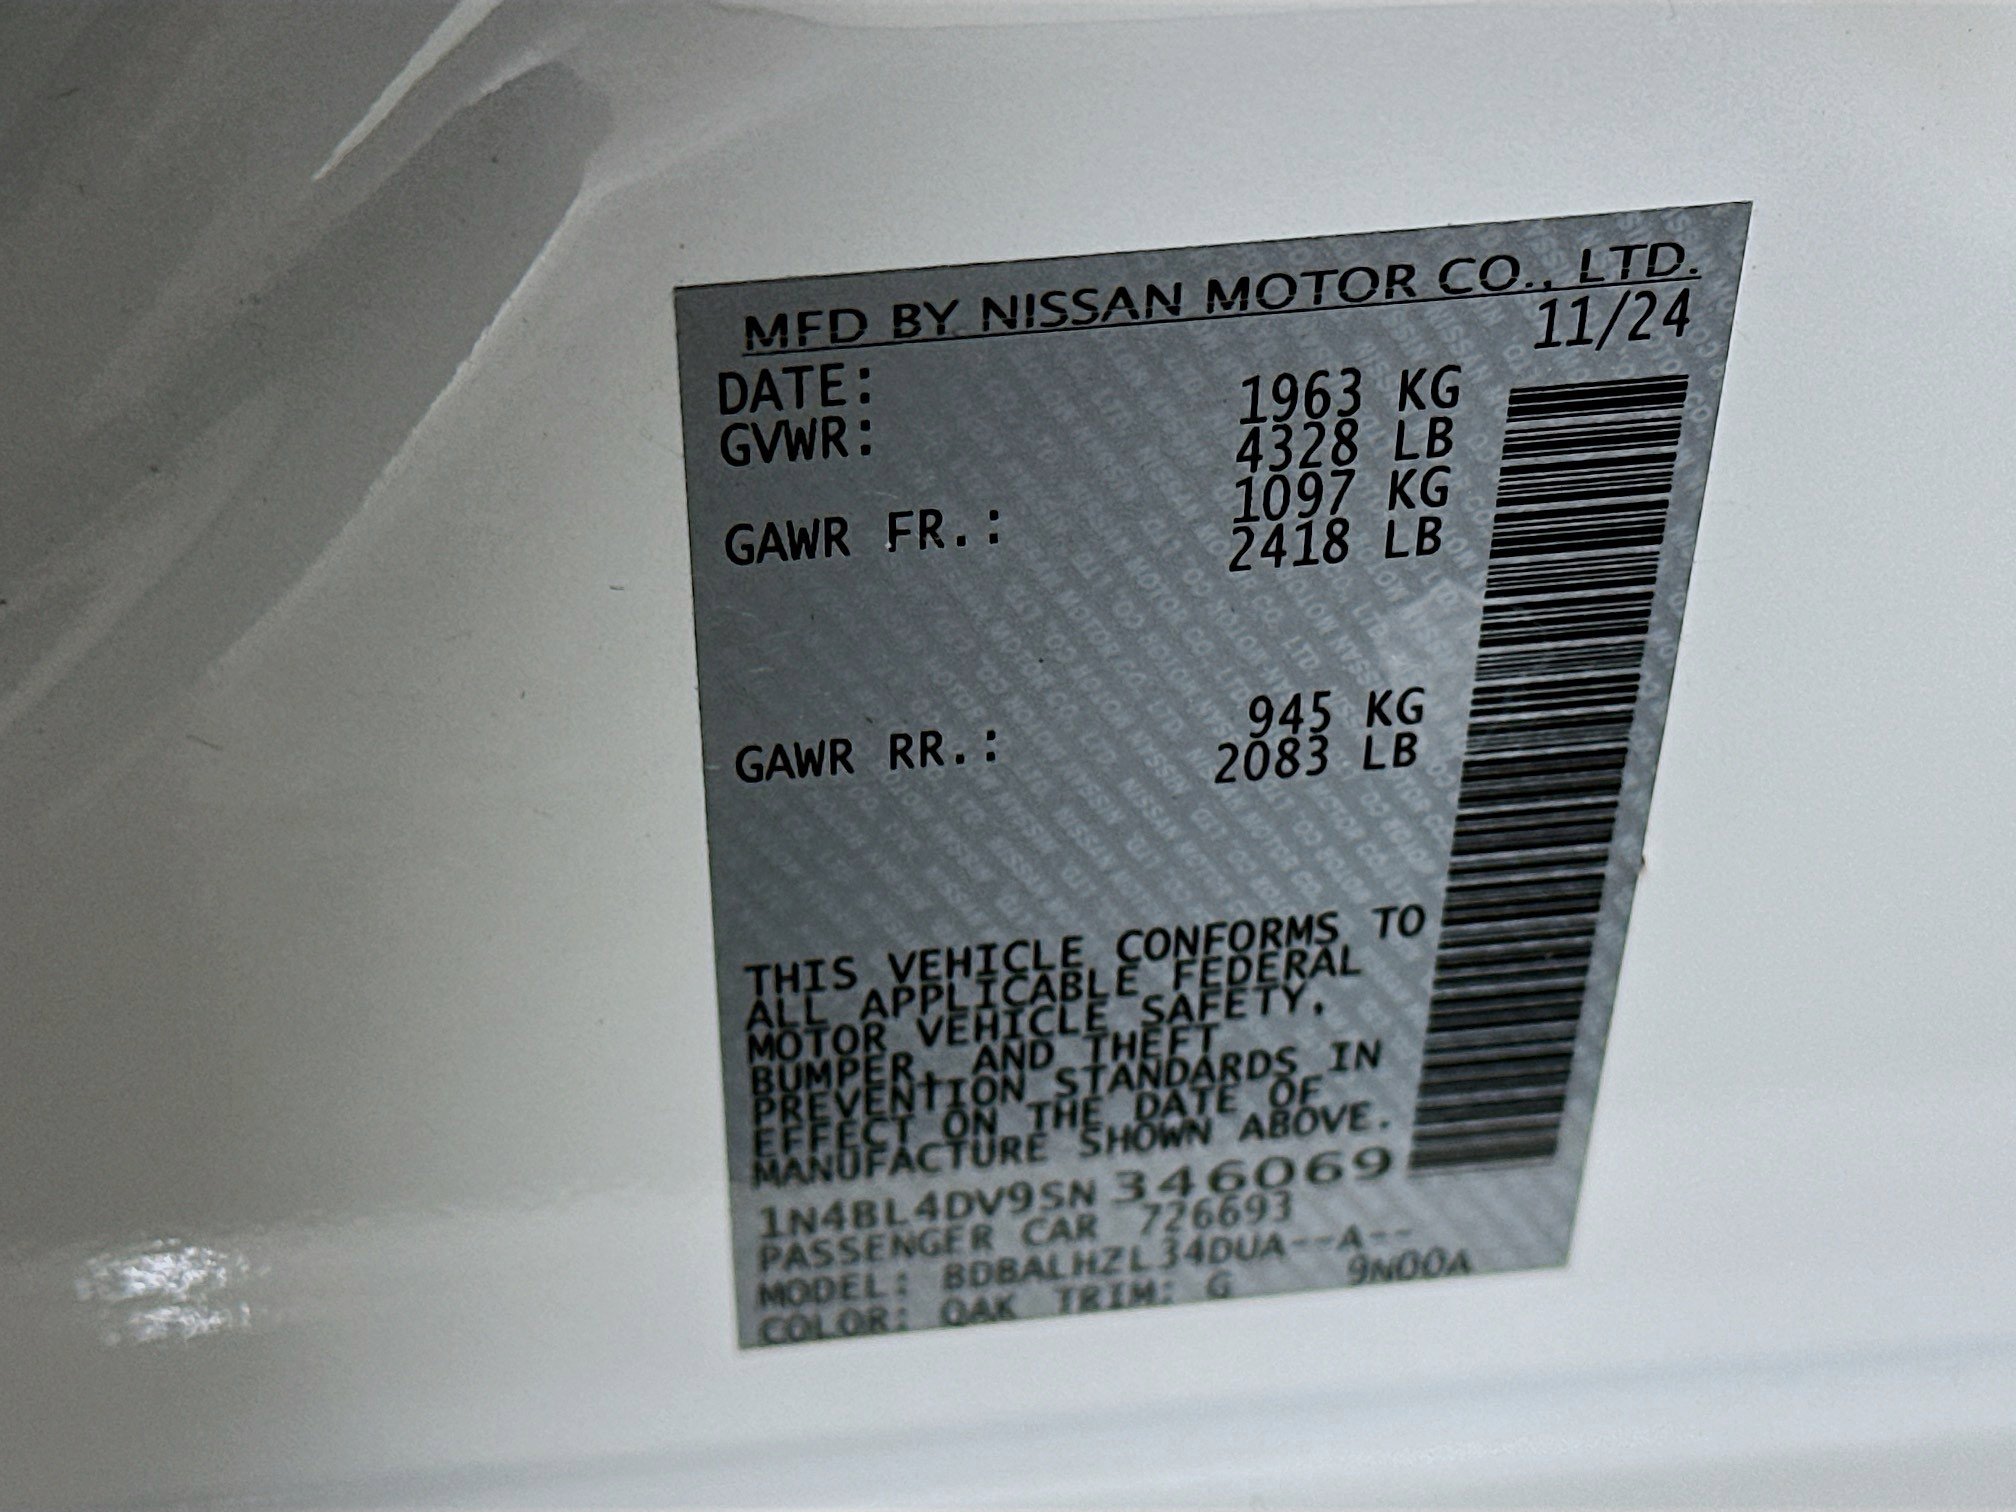 MFD BY NISSAN MOTOR CO., LTD.
DATE: 11/24
GVWR: 1963 KG
4328 LB
GAWR FR.: 1097 KG
2418 LB
GAWR RR.: 945 KG
2083 LB
THIS VEHICLE CONFORMS TO
ALL APPLICABLE FEDERAL
MOTOR VEHICLE SAFETY,
BUMPER, AND THEFT
PREVENTION STANDARDS IN
EFFECT ON THE DATE OF
MANUFACTURE SHOWN ABOVE.
1N4BL4DV9SN346069
PASSENGER CAR 726693
MODEL: BDBALHZL34DUA--A--
COLOR: QAK TRIM: G 9N00A